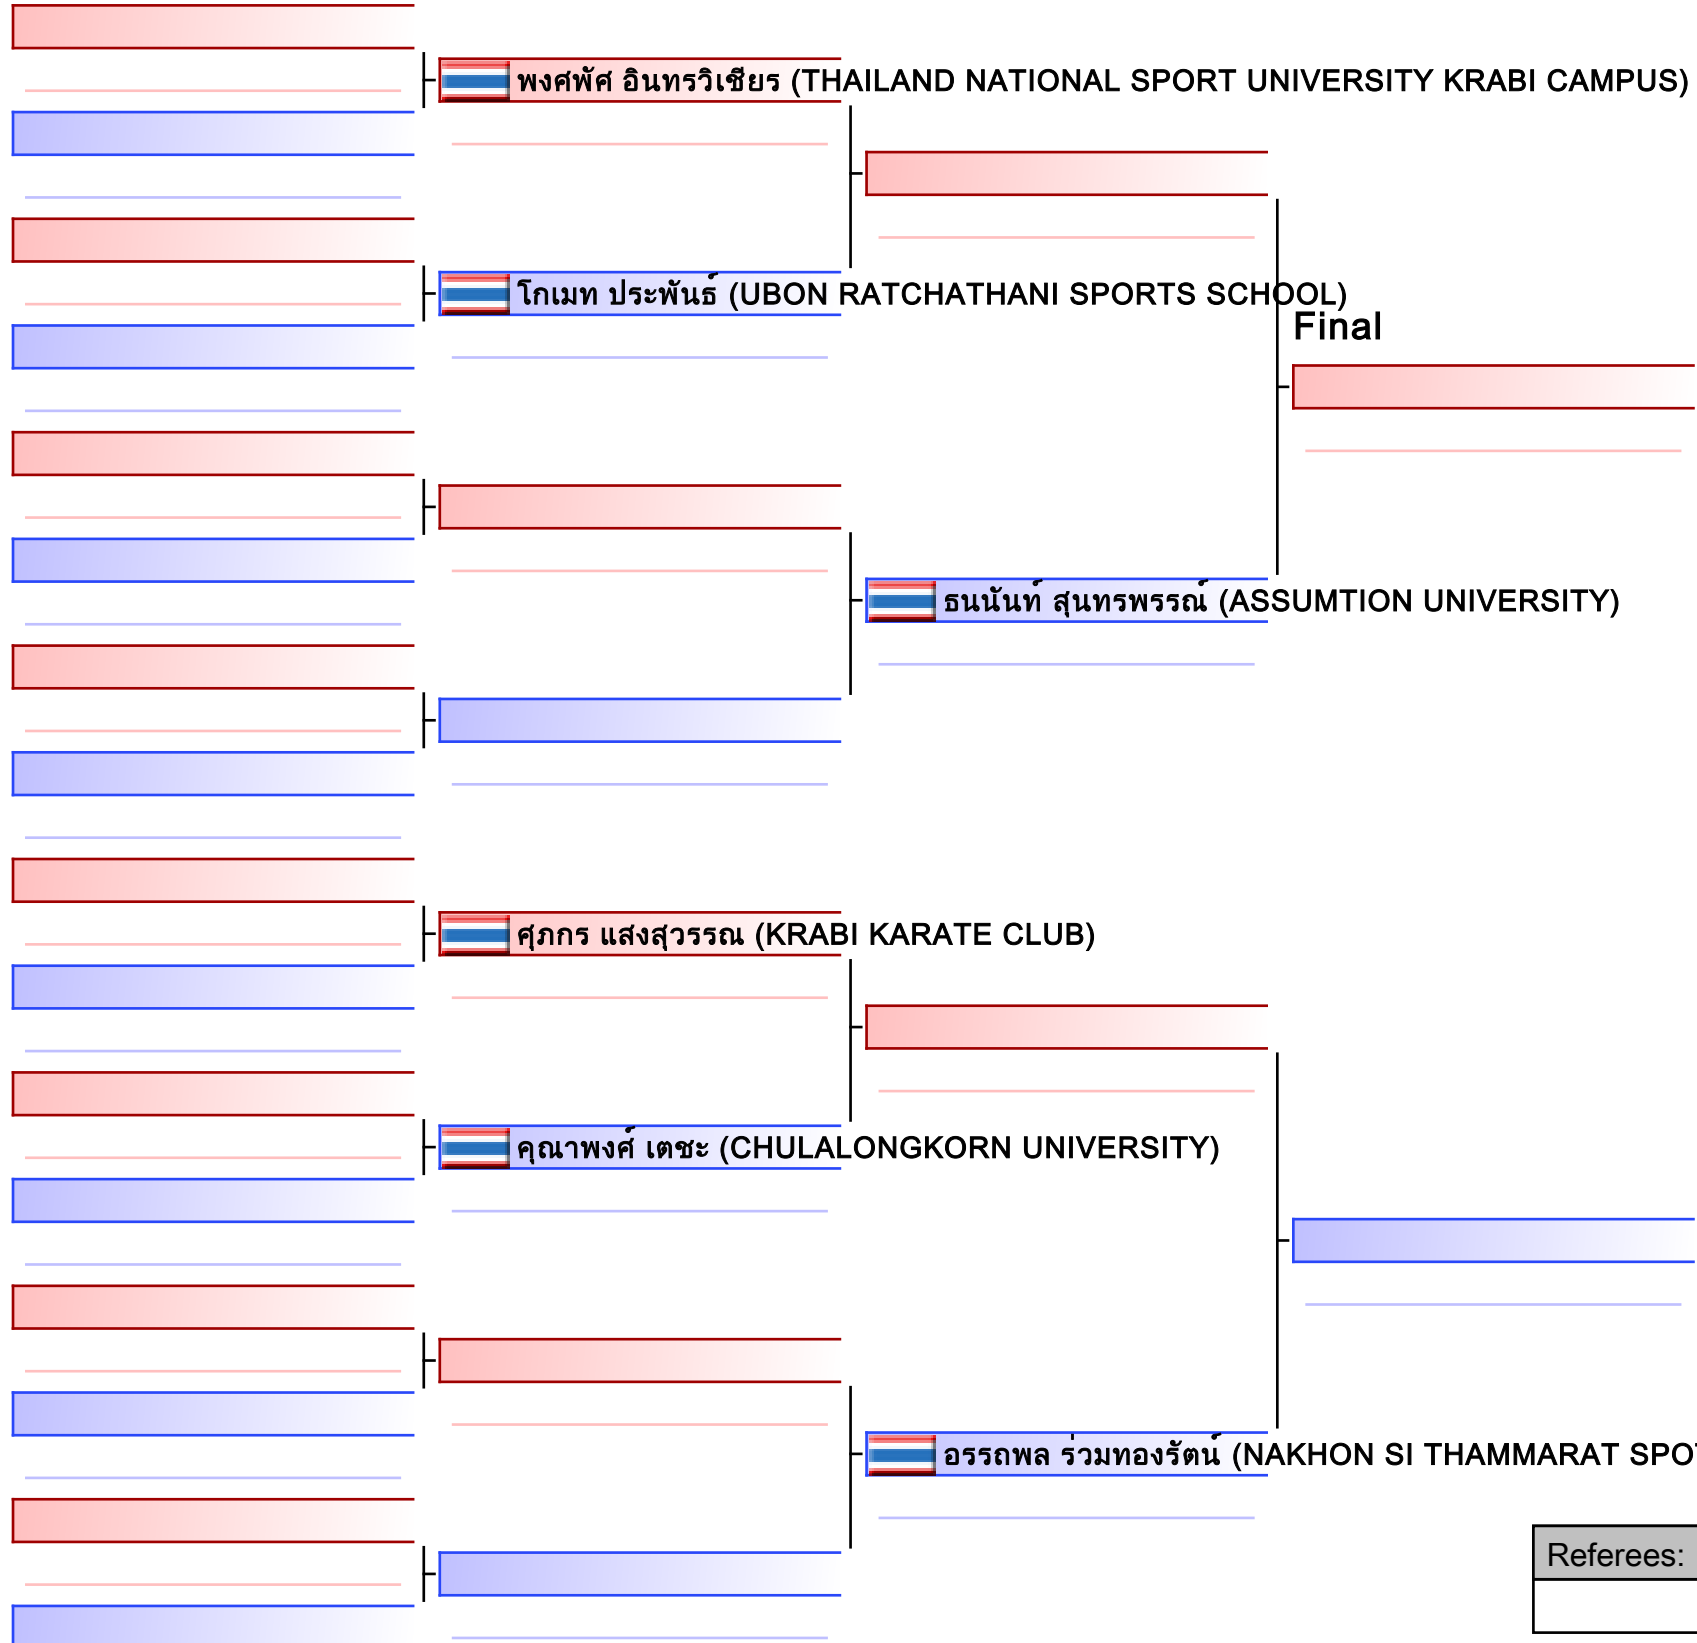 พงศพัศ อินทรวิเชียร (THAILAND NATIONAL SPORT UNIVERSITY KRABI CAMPUS)
โกเมท ประพันธ์ (UBON RATCHATHANI SPORTS SCHOOL)
Final
ธนนันท์ สุนทรพรรณ์ (ASSUMTION UNIVERSITY)
ศุภกร แสงสุวรรณ (KRABI KARATE CLUB)
คุณาพงศ์ เตชะ (CHULALONGKORN UNIVERSITY)
อรรถพล ร่วมทองรัตน์ (NAKHON SI THAMMARAT SPO
Referees: